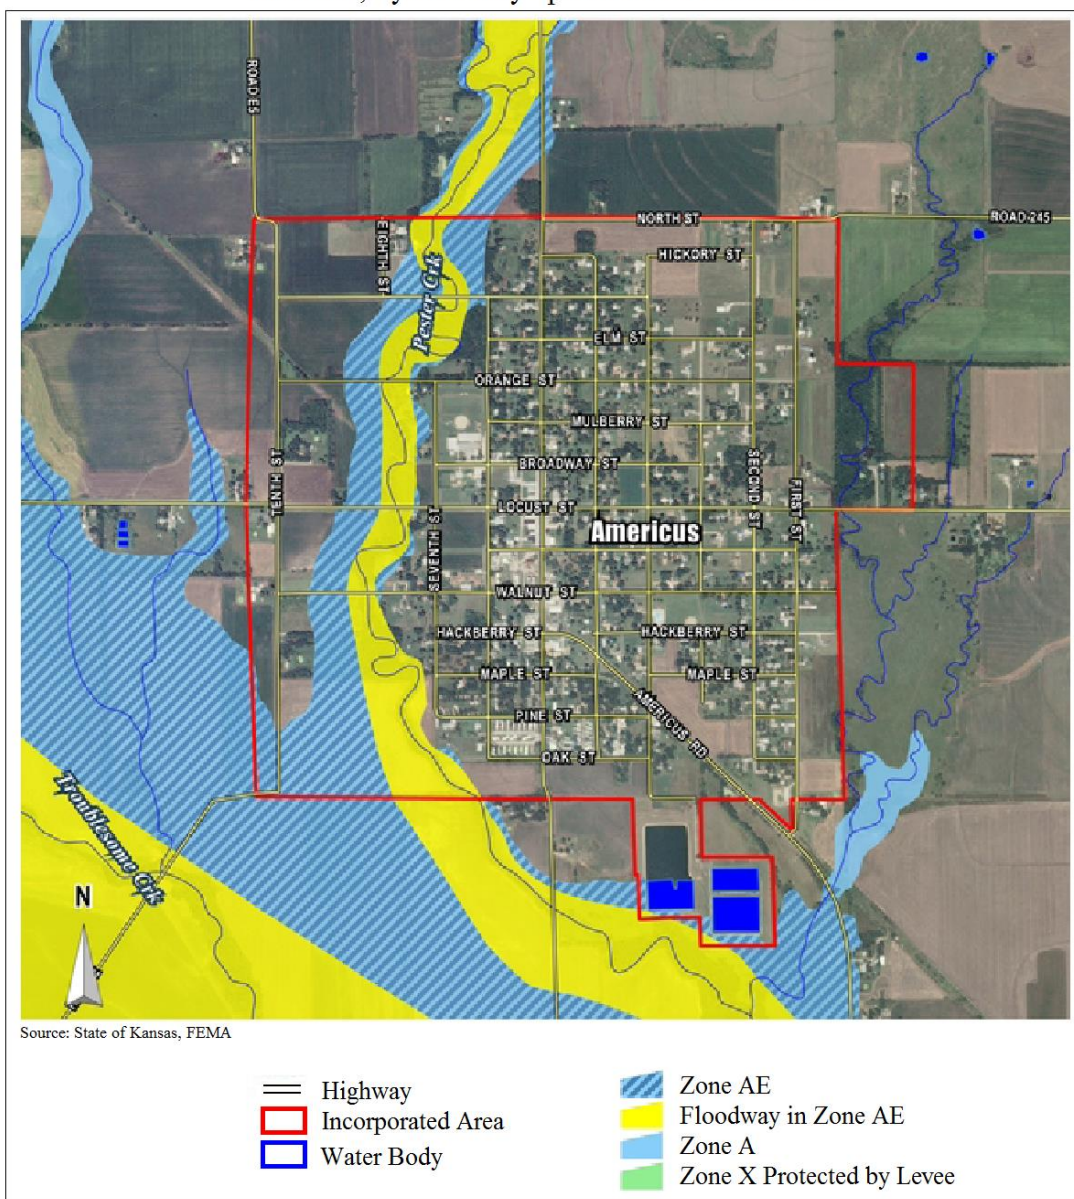 ROAD E5
NORTH ST
ROAD 245
EIGHTH ST
HICKORY ST
Pester Crk
ELM ST
ORANGE ST
MULBERRY ST
BROADWAY ST
TENTH ST
SECOND ST
FIRST ST
LOCUST ST
Americus
SEVENTH ST
WALNUT ST
HACKBERRY ST
HACKBERRY ST
MAPLE ST
MAPLE ST
AMERICUS RD
PINE ST
OAK ST
Troublesome Crk
N
Source: State of Kansas, FEMA
Highway
Incorporated Area
Water Body
Zone AE
Floodway in Zone AE
Zone A
Zone X Protected by Levee